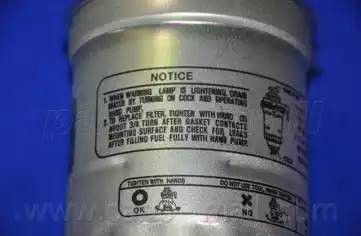 NOTICE
1. WHEN WARNING LAMP IS LIGHTENING, DRAIN
WATER BY TURNING ON COCK AND OPERATING
HAND PUMP.
2. TO REPLACE FILTER, TIGHTEN WITH HAND
ABOUT 3/4 TURN AFTER GASKET CONTACTS
MOUNTING SURFACE AND CHECK FOR LEAKS
AFTER FILLING FUEL FULLY WITH HAND PUMP.
TIGHTEN WITH HANDS
DO NOT USE TOOL
OK
NO